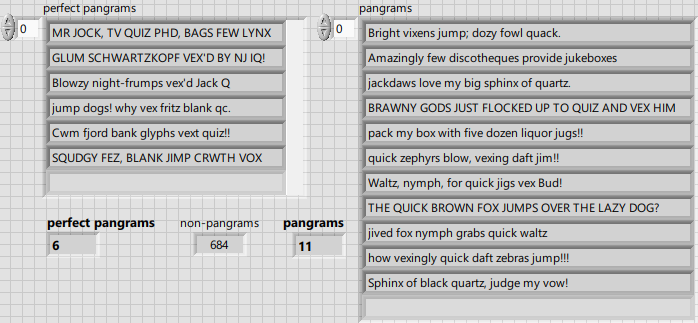 perfect pangrams
0
MR JOCK, TV QUIZ PHD, BAGS FEW LYNX
GLUM SCHWARTZKOPF VEX'D BY NJ IQ!
Blowzy night-frumps vex'd Jack Q
jump dogs! why vex fritz blank qc.
Cwm fjord bank glyphs vext quiz!!
SQUDGY FEZ, BLANK JIMP CRWTH VOX
perfect pangrams
6
non-pangrams
684
pangrams
11
pangrams
0
Bright vixens jump; dozy fowl quack.
Amazingly few discotheques provide jukeboxes
jackdaws love my big sphinx of quartz.
BRAWNY GODS JUST FLOCKED UP TO QUIZ AND VEX HIM
pack my box with five dozen liquor jugs!!
quick zephyrs blow, vexing daft jim!!
Waltz, nymph, for quick jigs vex Bud!
THE QUICK BROWN FOX JUMPS OVER THE LAZY DOG?
jived fox nymph grabs quick waltz
how vexingly quick daft zebras jump!!!
Sphinx of black quartz, judge my vow!